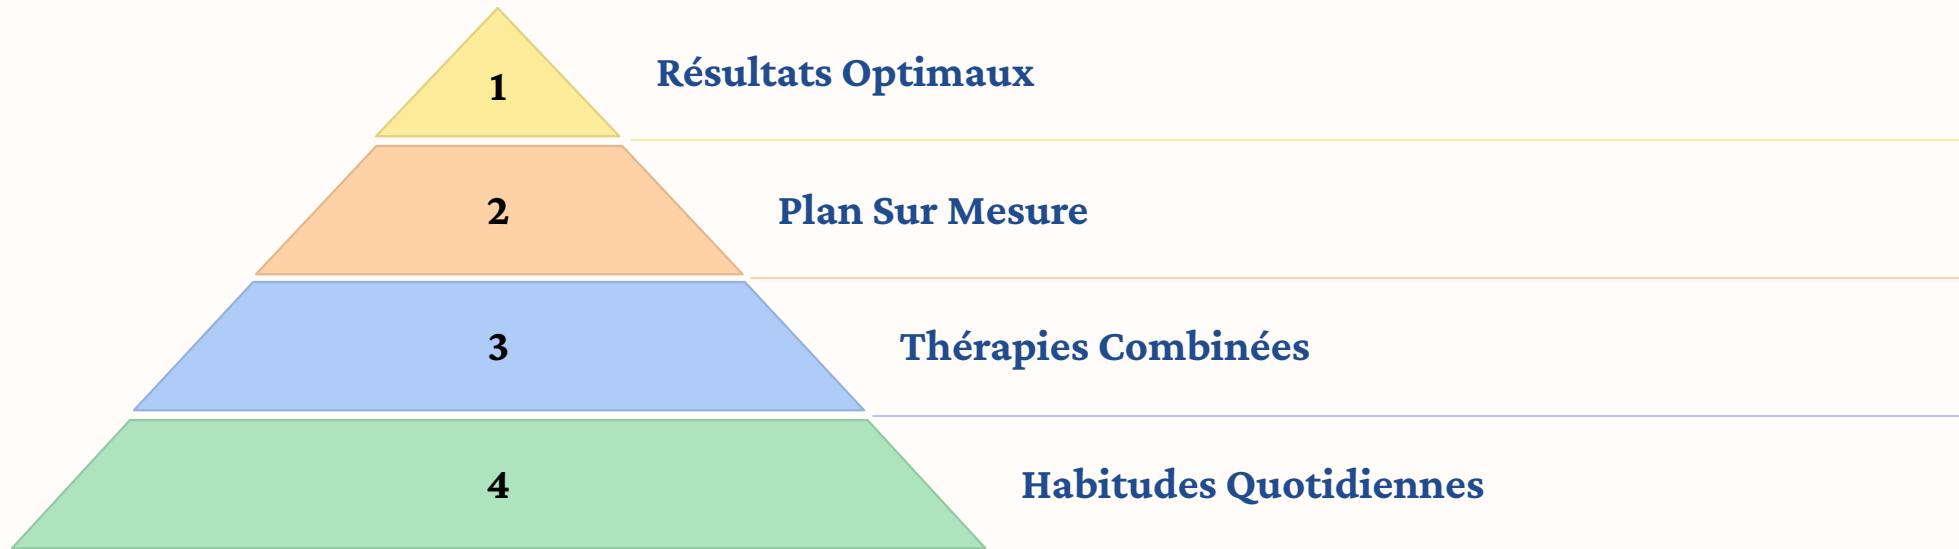 1
Résultats Optimaux
2
Plan Sur Mesure
3
Thérapies Combinées
4
Habitudes Quotidiennes